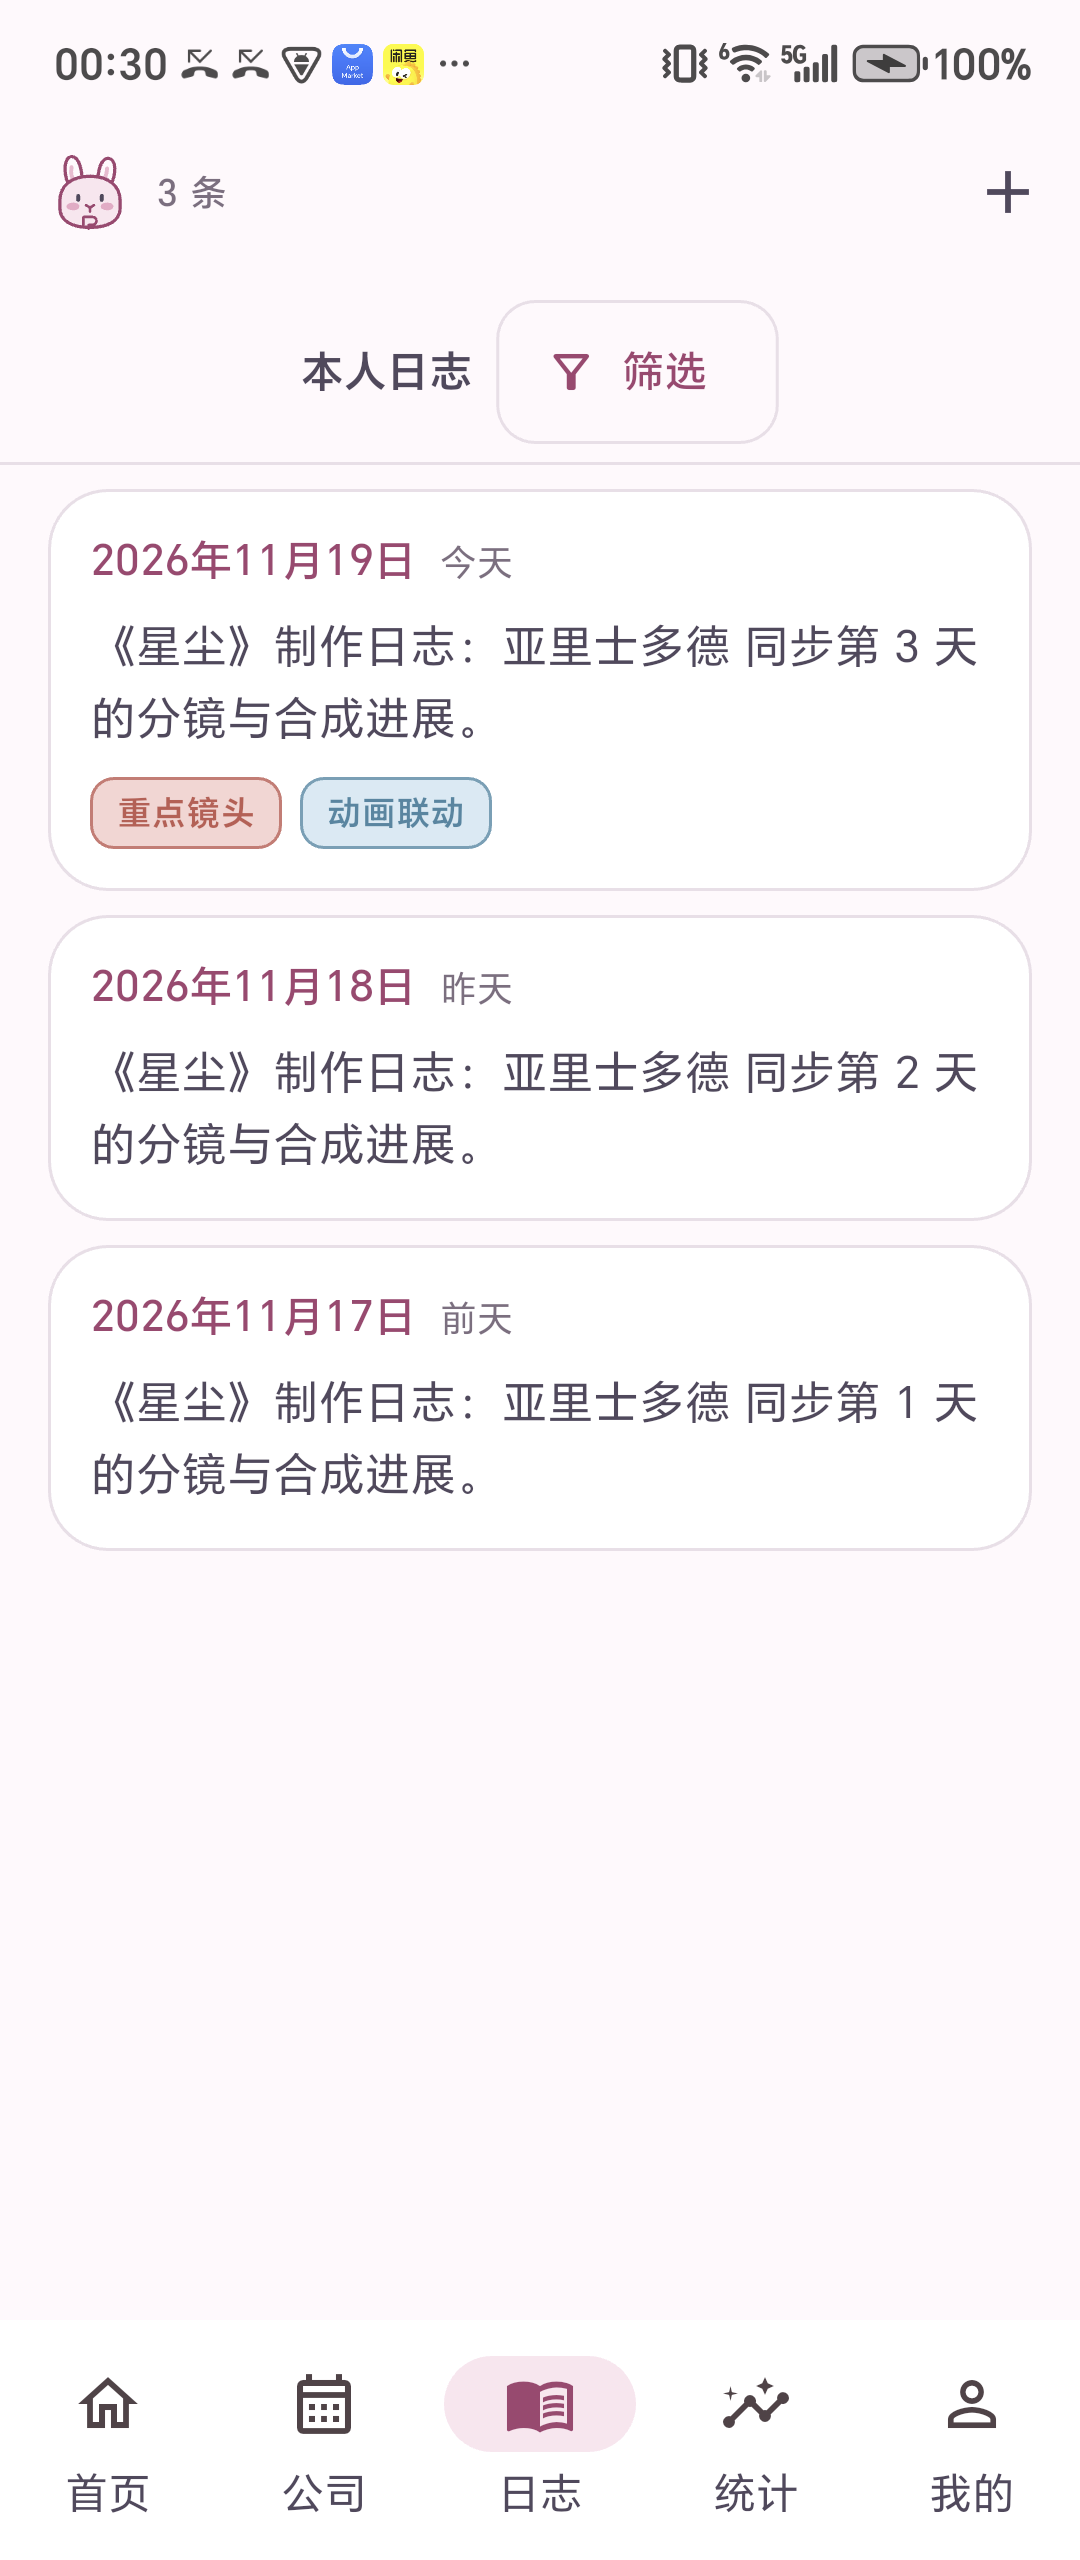 00:30
App Market
闲鱼
6
5G
100%
3 条
本人日志
筛选
2026年11月19日 今天
《星尘》制作日志：亚里士多德 同步第 3 天
的分镜与合成进展。
重点镜头 动画联动
2026年11月18日 昨天
《星尘》制作日志：亚里士多德 同步第 2 天
的分镜与合成进展。
2026年11月17日 前天
《星尘》制作日志：亚里士多德 同步第 1 天
的分镜与合成进展。
首页 公司 日志 统计 我的